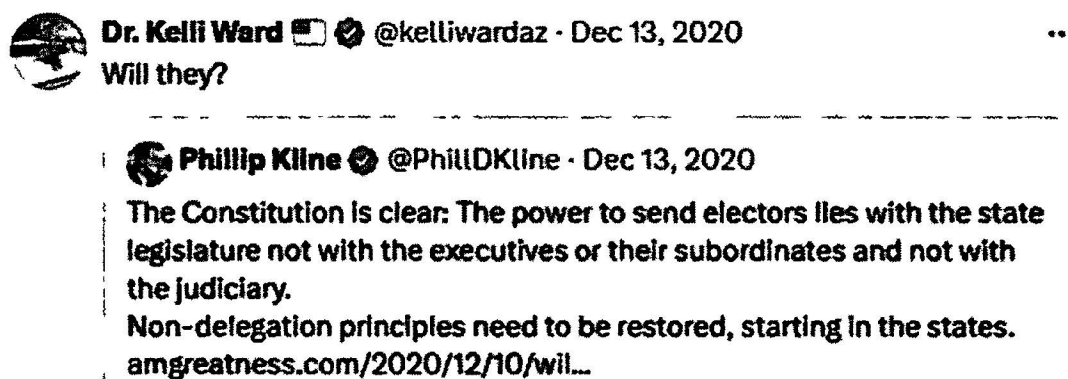 Dr. Kelli Ward @kelliwardaz · Dec 13, 2020
Will they?
Phillip Kline @PhillDKline · Dec 13, 2020
The Constitution is clear: The power to send electors lies with the state
legislature not with the executives or their subordinates and not with
the judiciary.
Non-delegation principles need to be restored, starting in the states.
amgreatness.com/2020/12/10/wil...